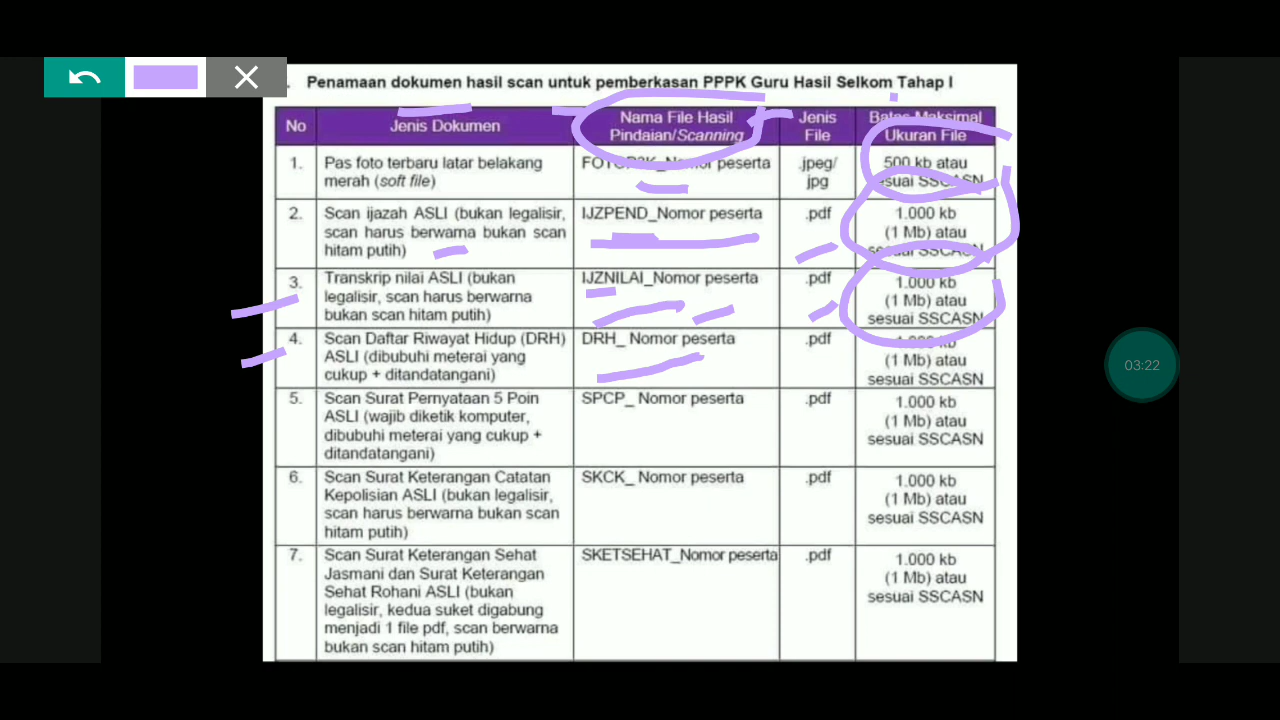 Penamaan dokumen hasil scan untuk pemberkasan PPPK Guru Hasil Selkom Tahap I
No
Jenis Dokumen
Nama File Hasil
Pindaian/Scanning
Jenis
File
Batas Maksimal
Ukuran File
1.
Pas foto terbaru latar belakang
merah (soft file)
peserta
.jpeg/
jpg
500 kb atau
sesuai SSCASN
2.
Scan ijazah ASLI (bukan legalisir,
scan harus berwarna bukan scan
hitam putih)
IJZPEND_Nomor peserta
.pdf
1.000 kb
(1 Mb) atau
sesuai SSCASN
3.
Transkrip nilai ASLI (bukan
legalisir, scan harus berwarna
bukan scan hitam putih)
IJZNILAI_Nomor peserta
.pdf
1.000 kb
(1 Mb) atau
sesuai SSCASN
4.
Scan Daftar Riwayat Hidup (DRH)
ASLI (dibubuhi meterai yang
cukup + ditandatangani)
DRH_ Nomor peserta
.pdf
1.000 kb
(1 Mb) atau
sesuai SSCASN
5.
Scan Surat Pernyataan 5 Poin
ASLI (wajib diketik komputer,
dibubuhi meterai yang cukup +
ditandatangani)
SPCP_ Nomor peserta
.pdf
1.000 kb
(1 Mb) atau
sesuai SSCASN
6.
Scan Surat Keterangan Catatan
Kepolisian ASLI (bukan legalisir,
scan harus berwarna bukan scan
hitam putih)
SKCK_ Nomor peserta
.pdf
1.000 kb
(1 Mb) atau
sesuai SSCASN
7.
Scan Surat Keterangan Sehat
Jasmani dan Surat Keterangan
Sehat Rohani ASLI (bukan
legalisir, kedua suket digabung
menjadi 1 file pdf, scan berwarna
bukan scan hitam putih)
SKETSEHAT_Nomor peserta
.pdf
1.000 kb
(1 Mb) atau
sesuai SSCASN
03:22